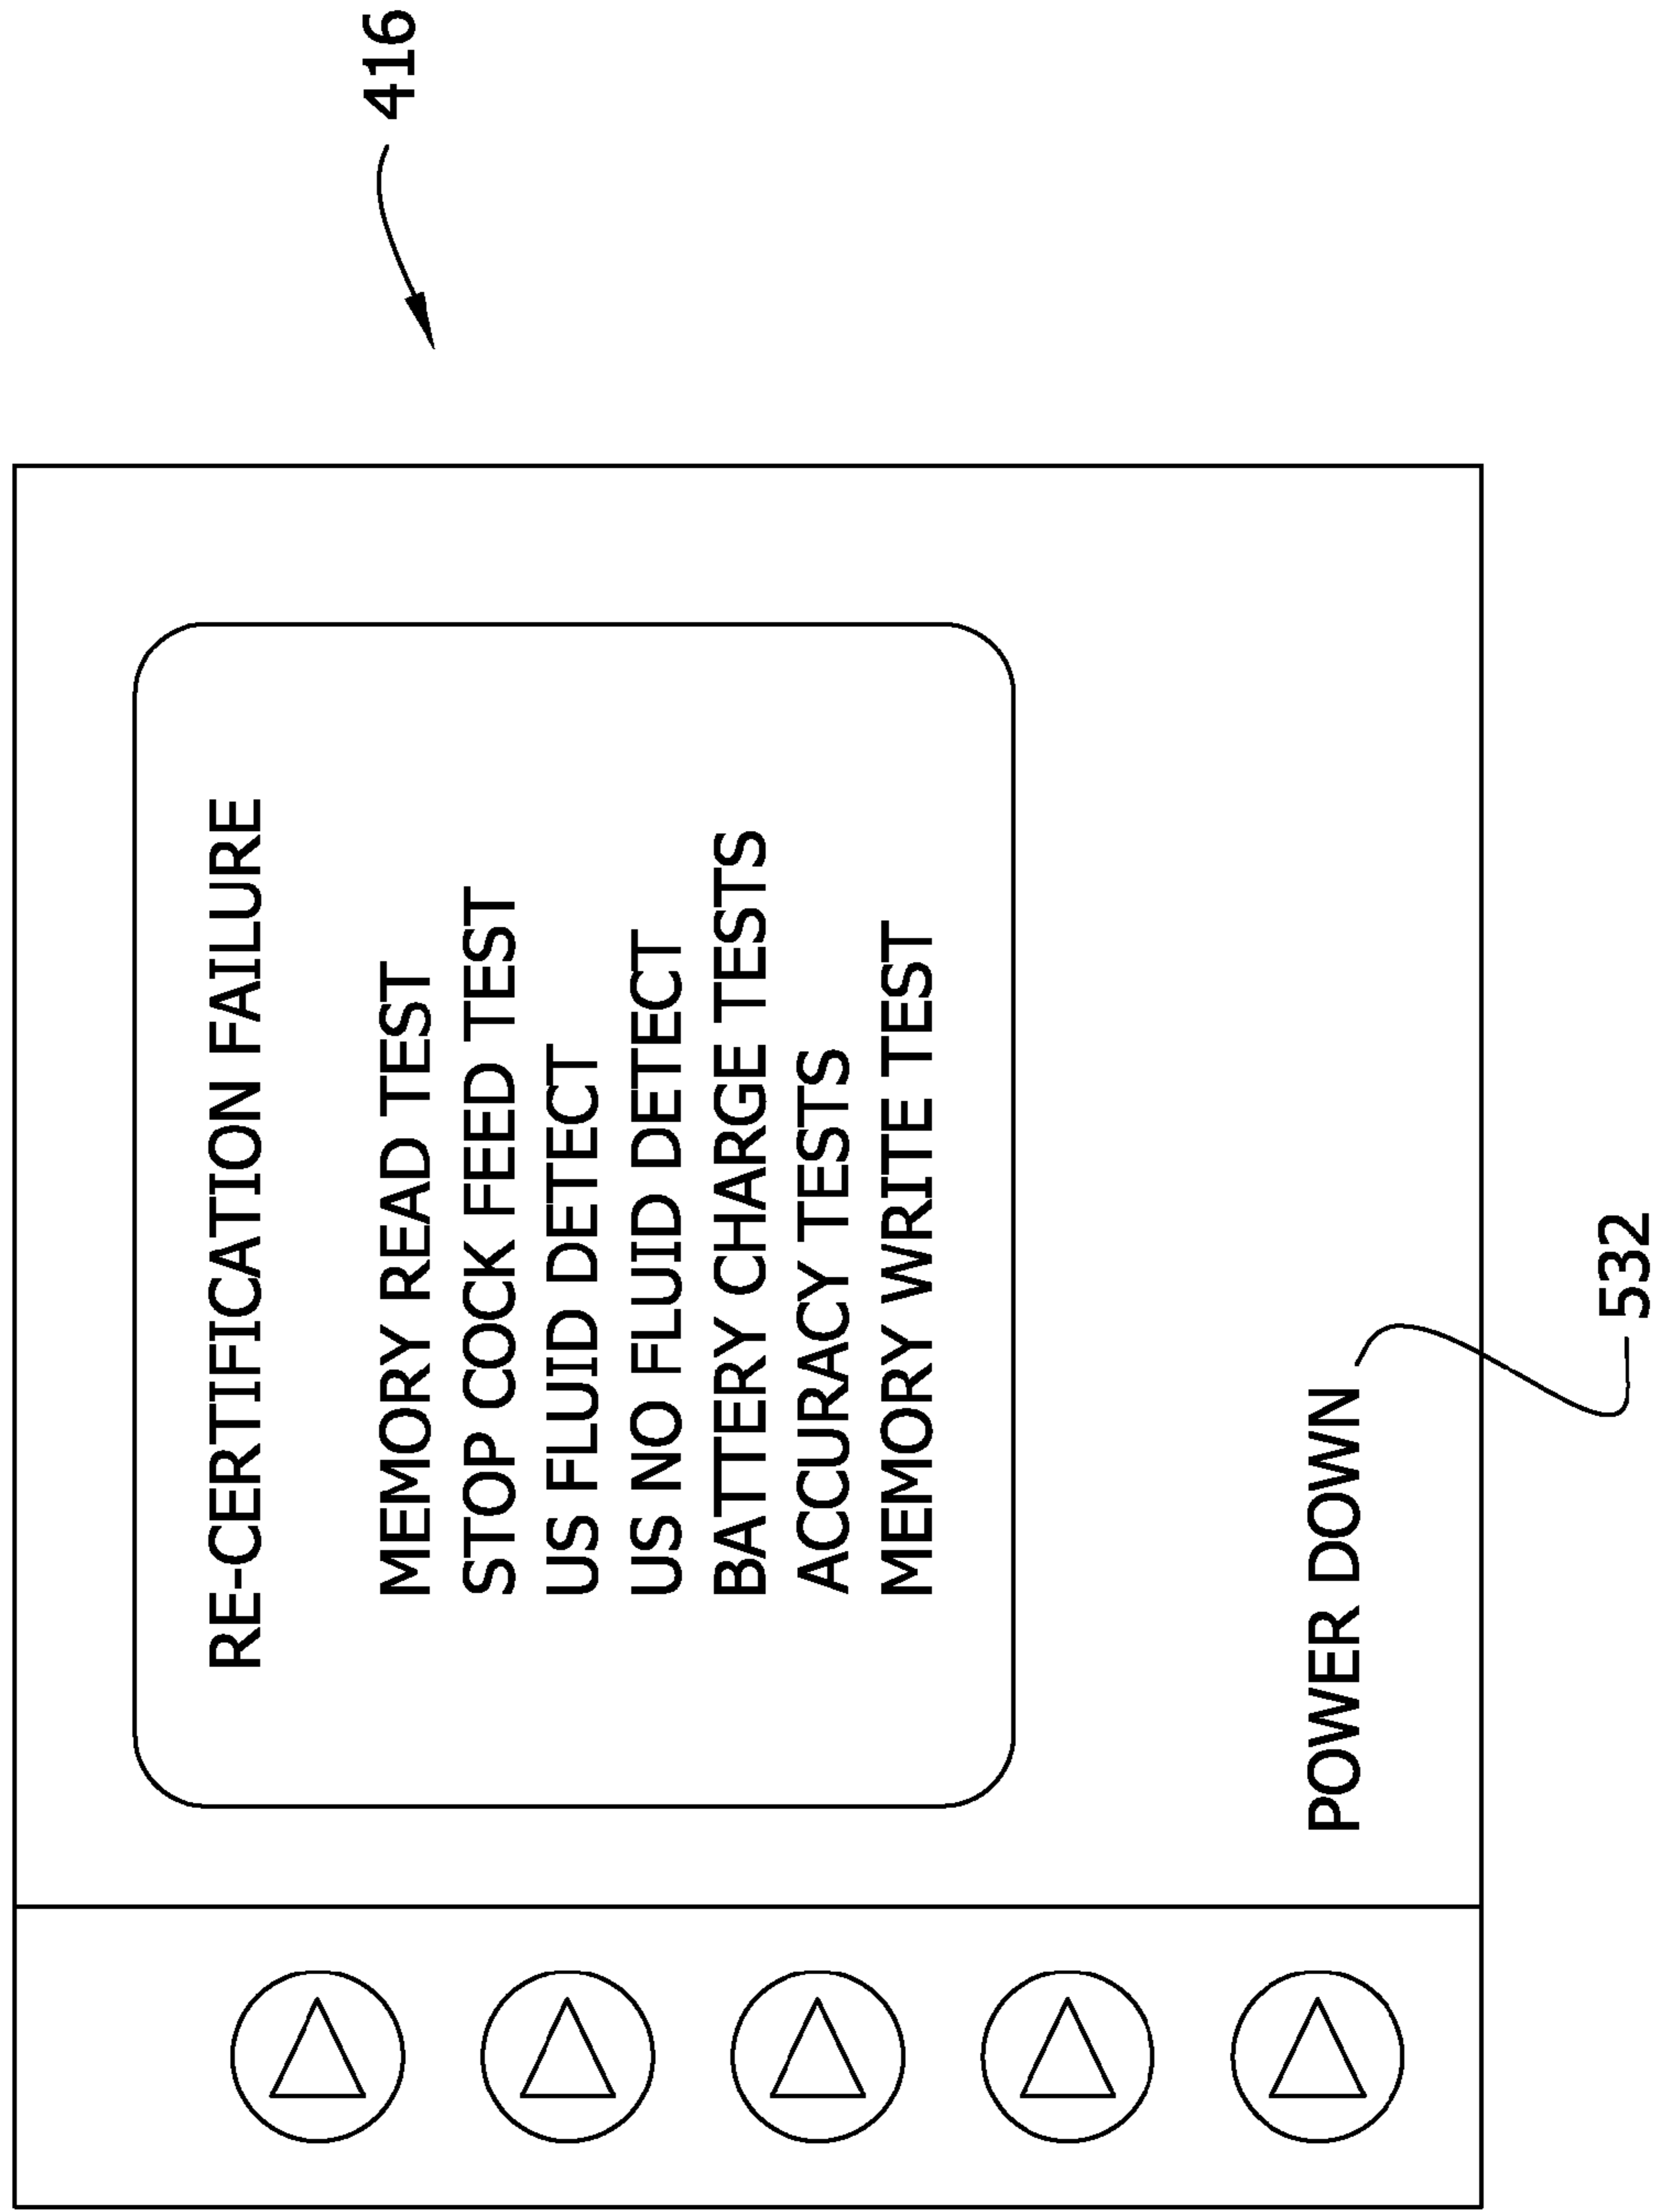 416
RE-CERTIFICATION FAILURE
MEMORY READ TEST
STOP COCK FEED TEST
US FLUID DETECT
US NO FLUID DETECT
BATTERY CHARGE TESTS
ACCURACY TESTS
MEMORY WRITE TEST
POWER DOWN
532